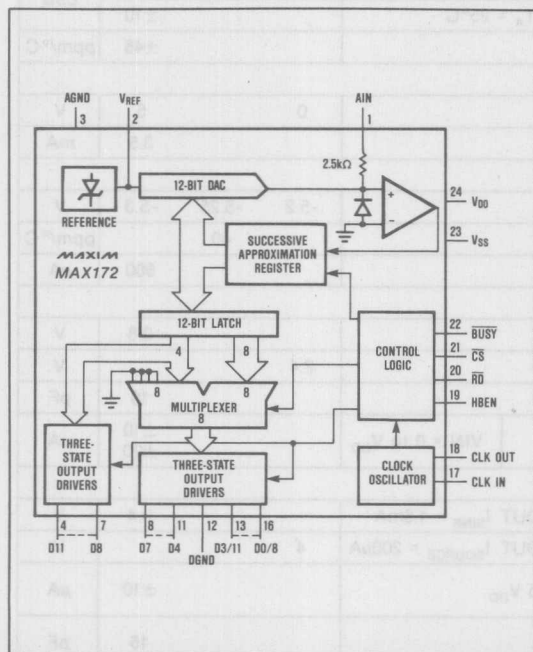 AGND
VREF
AIN
3
2
1
2.5kΩ
REFERENCE
12-BIT DAC
+
−
24
VDD
23
VSS
MAXIM
MAX172
SUCCESSIVE
APPROXIMATION
REGISTER
12-BIT LATCH
4
8
CONTROL
LOGIC
22
BUSY
21
CS
20
RD
19
HBEN
8
8
MULTIPLEXER
8
THREE-
STATE
OUTPUT
DRIVERS
THREE-STATE
OUTPUT
DRIVERS
CLOCK
OSCILLATOR
18
CLK OUT
17
CLK IN
4
7
8
11
12
13
16
D11
D8
D7
D4
DGND
D3/11
D0/8